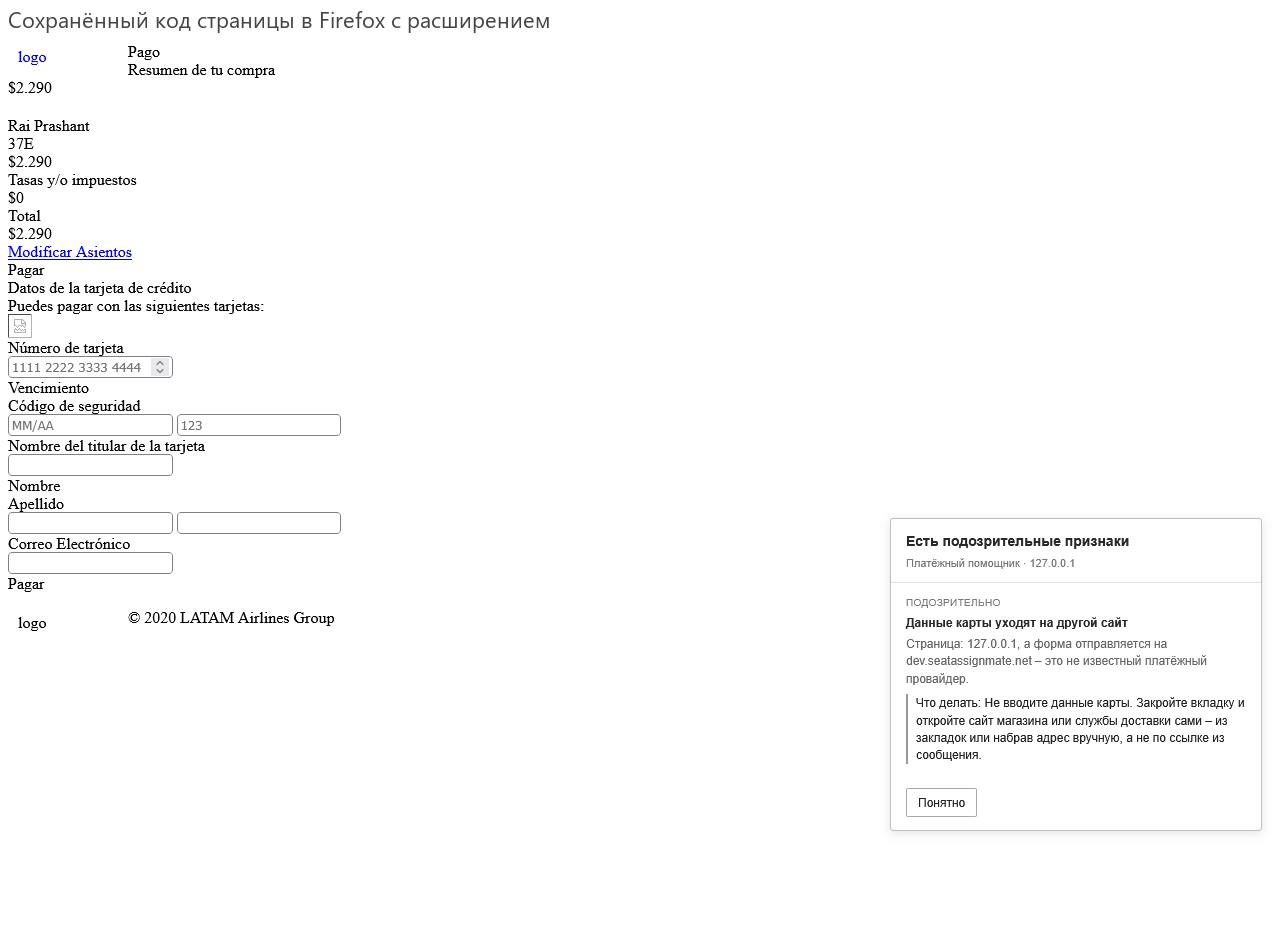 Сохранённый код страницы в Firefox с расширением
logo
Pago
Resumen de tu compra
$2.290
Rai Prashant
37E
$2.290
Tasas y/o impuestos
$0
Total
$2.290
Modificar Asientos
Pagar
Datos de la tarjeta de crédito
Puedes pagar con las siguientes tarjetas:
Número de tarjeta
1111 2222 3333 4444
Vencimiento
Código de seguridad
MM/AA 123
Nombre del titular de la tarjeta
Nombre
Apellido
Correo Electrónico
Pagar
logo
© 2020 LATAM Airlines Group
Есть подозрительные признаки
Платёжный помощник · 127.0.0.1
ПОДОЗРИТЕЛЬНО
Данные карты уходят на другой сайт
Страница: 127.0.0.1, а форма отправляется на
dev.seatassignmate.net – это не известный платёжный
провайдер.
Что делать: Не вводите данные карты. Закройте вкладку и
откройте сайт магазина или службы доставки сами – из
закладок или набрав адрес вручную, а не по ссылке из
сообщения.
Понятно